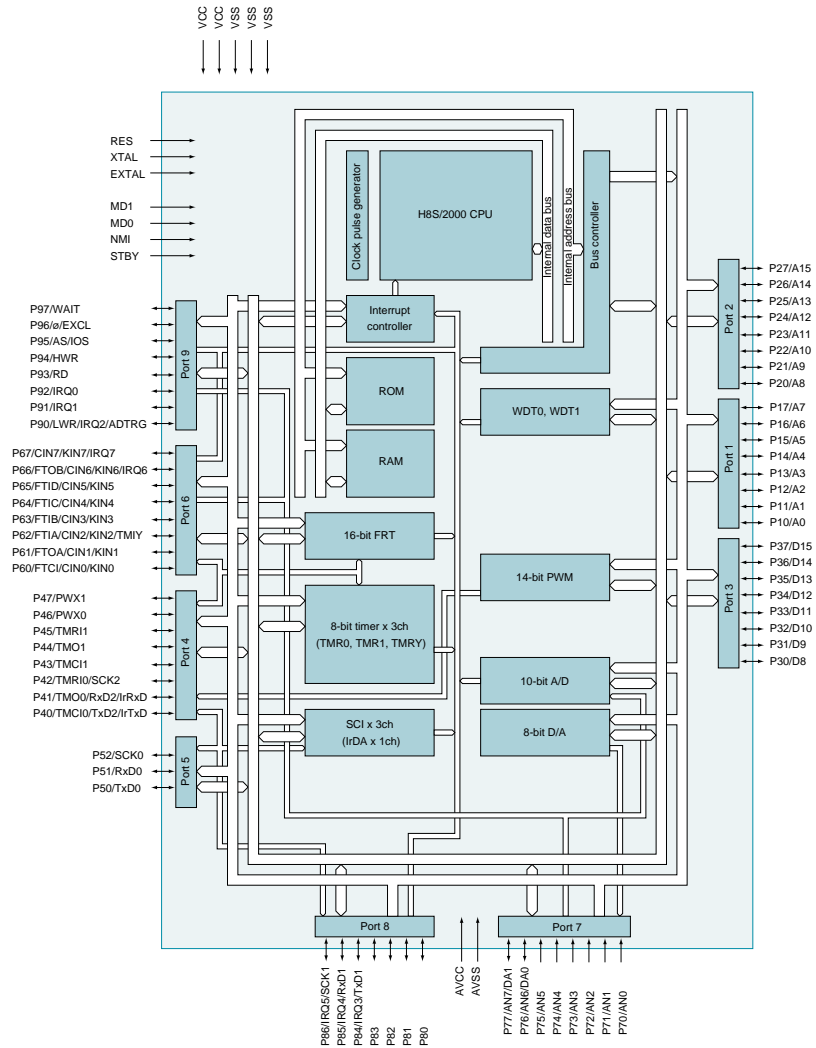 VCC
VCC
VSS
VSS
VSS
RES
XTAL
EXTAL
MD1
MD0
NMI
STBY
P97/WAIT
P96/ø/EXCL
P95/AS/IOS
P94/HWR
P93/RD
P92/IRQ0
P91/IRQ1
P90/LWR/IRQ2/ADTRG
P67/CIN7/KIN7/IRQ7
P66/FTOB/CIN6/KIN6/IRQ6
P65/FTID/CIN5/KIN5
P64/FTIC/CIN4/KIN4
P63/FTIB/CIN3/KIN3
P62/FTIA/CIN2/KIN2/TMIY
P61/FTOA/CIN1/KIN1
P60/FTCI/CIN0/KIN0
P47/PWX1
P46/PWX0
P45/TMRI1
P44/TMO1
P43/TMCI1
P42/TMRI0/SCK2
P41/TMO0/RxD2/IrRxD
P40/TMCI0/TxD2/IrTxD
P52/SCK0
P51/RxD0
P50/TxD0
Port 9
Port 6
Port 4
Port 5
Clock pulse generator
H8S/2000 CPU
Internal data bus
Internal address bus
Bus controller
Interrupt
controller
ROM
RAM
WDT0, WDT1
16-bit FRT
14-bit PWM
8-bit timer x 3ch
(TMR0, TMR1, TMRY)
10-bit A/D
SCI x 3ch
(IrDA x 1ch)
8-bit D/A
Port 2
Port 1
Port 3
P27/A15
P26/A14
P25/A13
P24/A12
P23/A11
P22/A10
P21/A9
P20/A8
P17/A7
P16/A6
P15/A5
P14/A4
P13/A3
P12/A2
P11/A1
P10/A0
P37/D15
P36/D14
P35/D13
P34/D12
P33/D11
P32/D10
P31/D9
P30/D8
Port 8
Port 7
P86/IRQ5/SCK1
P85/IRQ4/RxD1
P84/IRQ3/TxD1
P83
P82
P81
P80
AVCC
AVSS
P77/AN7/DA1
P76/AN6/DA0
P75/AN5
P74/AN4
P73/AN3
P72/AN2
P71/AN1
P70/AN0